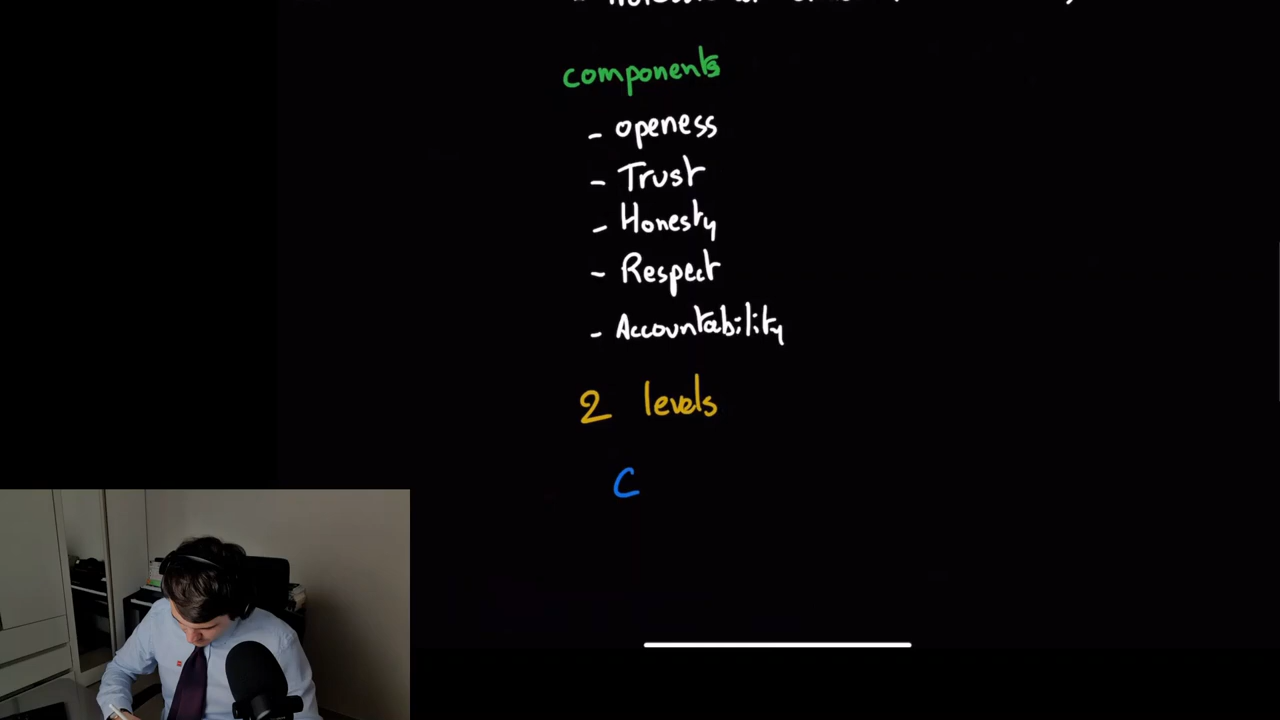 components
- openess
- Trust
- Honesty
- Respect
- Accountability
2 levels
C